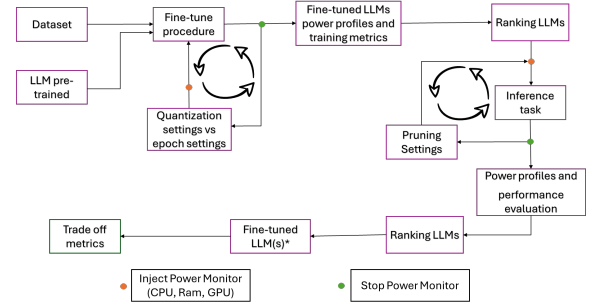 Dataset
Fine-tune
procedure
Fine-tuned LLMs
power profiles and
training metrics
Ranking LLMs
LLM pre-
trained
Quantization
settings vs
epoch settings
Inference
task
Pruning
Settings
Power profiles and
performance
evaluation
Trade off
metrics
Fine-tuned
LLM(s)*
Ranking LLMs
Inject Power Monitor
(CPU, Ram, GPU)
Stop Power Monitor